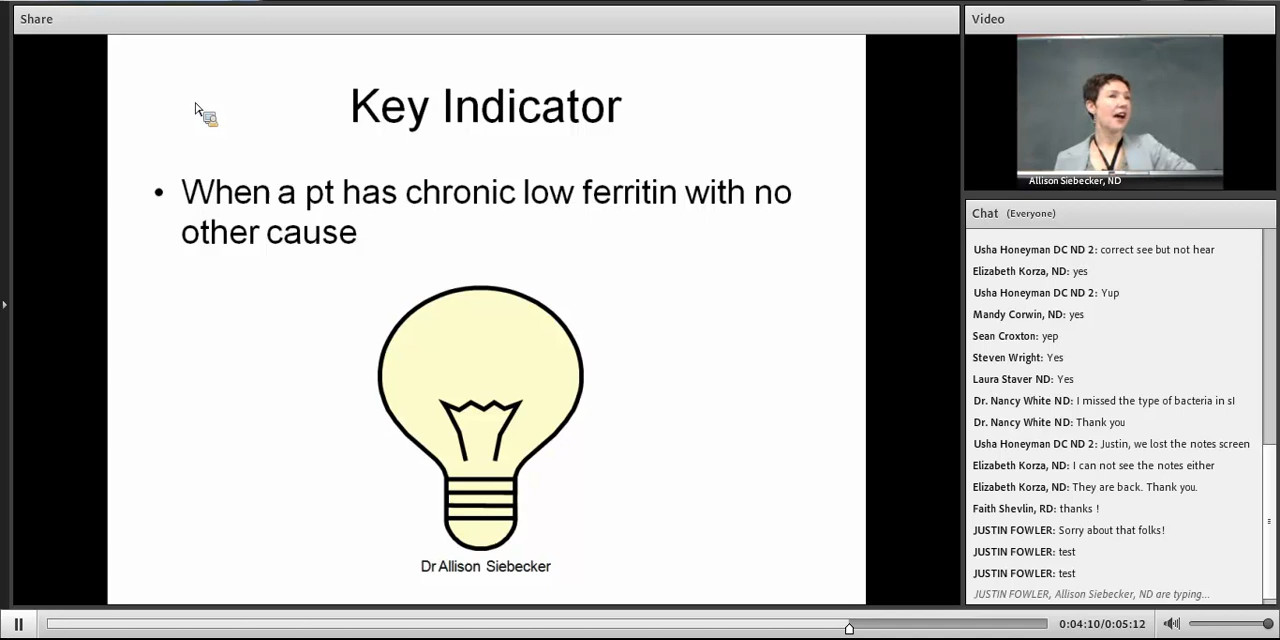 Share
Key Indicator
• When a pt has chronic low ferritin with no
other cause
Dr Allison Siebecker
Video
Allison Siebecker, ND
Chat (Everyone)
Usha Honeyman DC ND 2: correct see but not hear
Elizabeth Korza, ND: yes
Usha Honeyman DC ND 2: Yup
Mandy Corwin, ND: yes
Sean Croxton: yep
Steven Wright: Yes
Laura Staver ND: Yes
Dr. Nancy White ND: I missed the type of bacteria in sI
Dr. Nancy White ND: Thank you
Usha Honeyman DC ND 2: Justin, we lost the notes screen
Elizabeth Korza, ND: I can not see the notes either
Elizabeth Korza, ND: They are back. Thank you.
Faith Shevlin, RD: thanks !
JUSTIN FOWLER: Sorry about that folks!
JUSTIN FOWLER: test
JUSTIN FOWLER: test
JUSTIN FOWLER, Allison Siebecker, ND are typing...
0:04:10/0:05:12